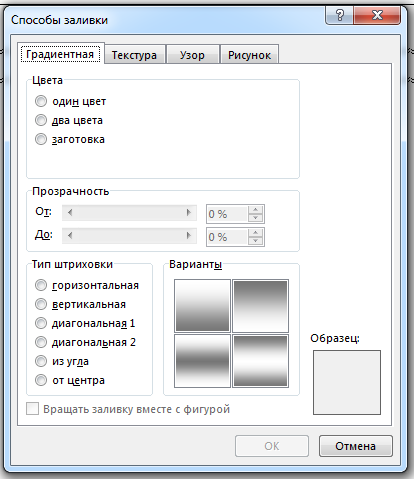 Способы заливки
Градиентная Текстура Узор Рисунок
Цвета
один цвет
два цвета
заготовка
Прозрачность
От: 0 %
До: 0 %
Тип штриховки
горизонтальная
вертикальная
диагональная 1
диагональная 2
из угла
от центра
Варианты
Образец:
Вращать заливку вместе с фигурой
ОК Отмена